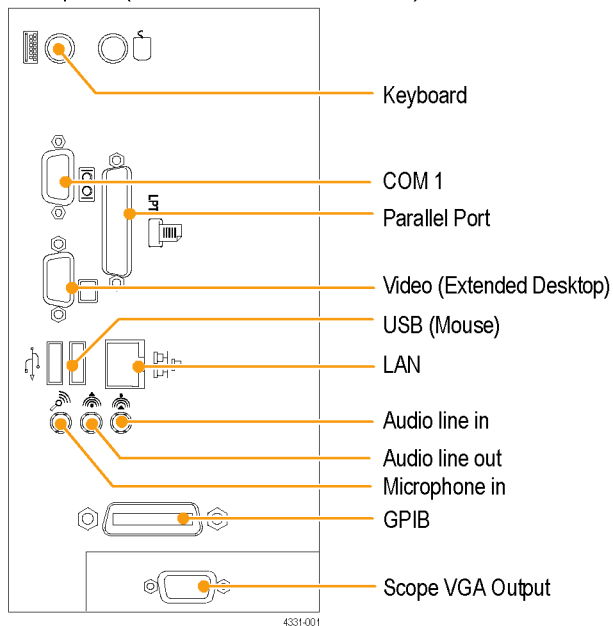 Keyboard
COM 1
Parallel Port
LPT
Video (Extended Desktop)
USB (Mouse)
LAN
Audio line in
Audio line out
Microphone in
GPIB
Scope VGA Output
4331-001